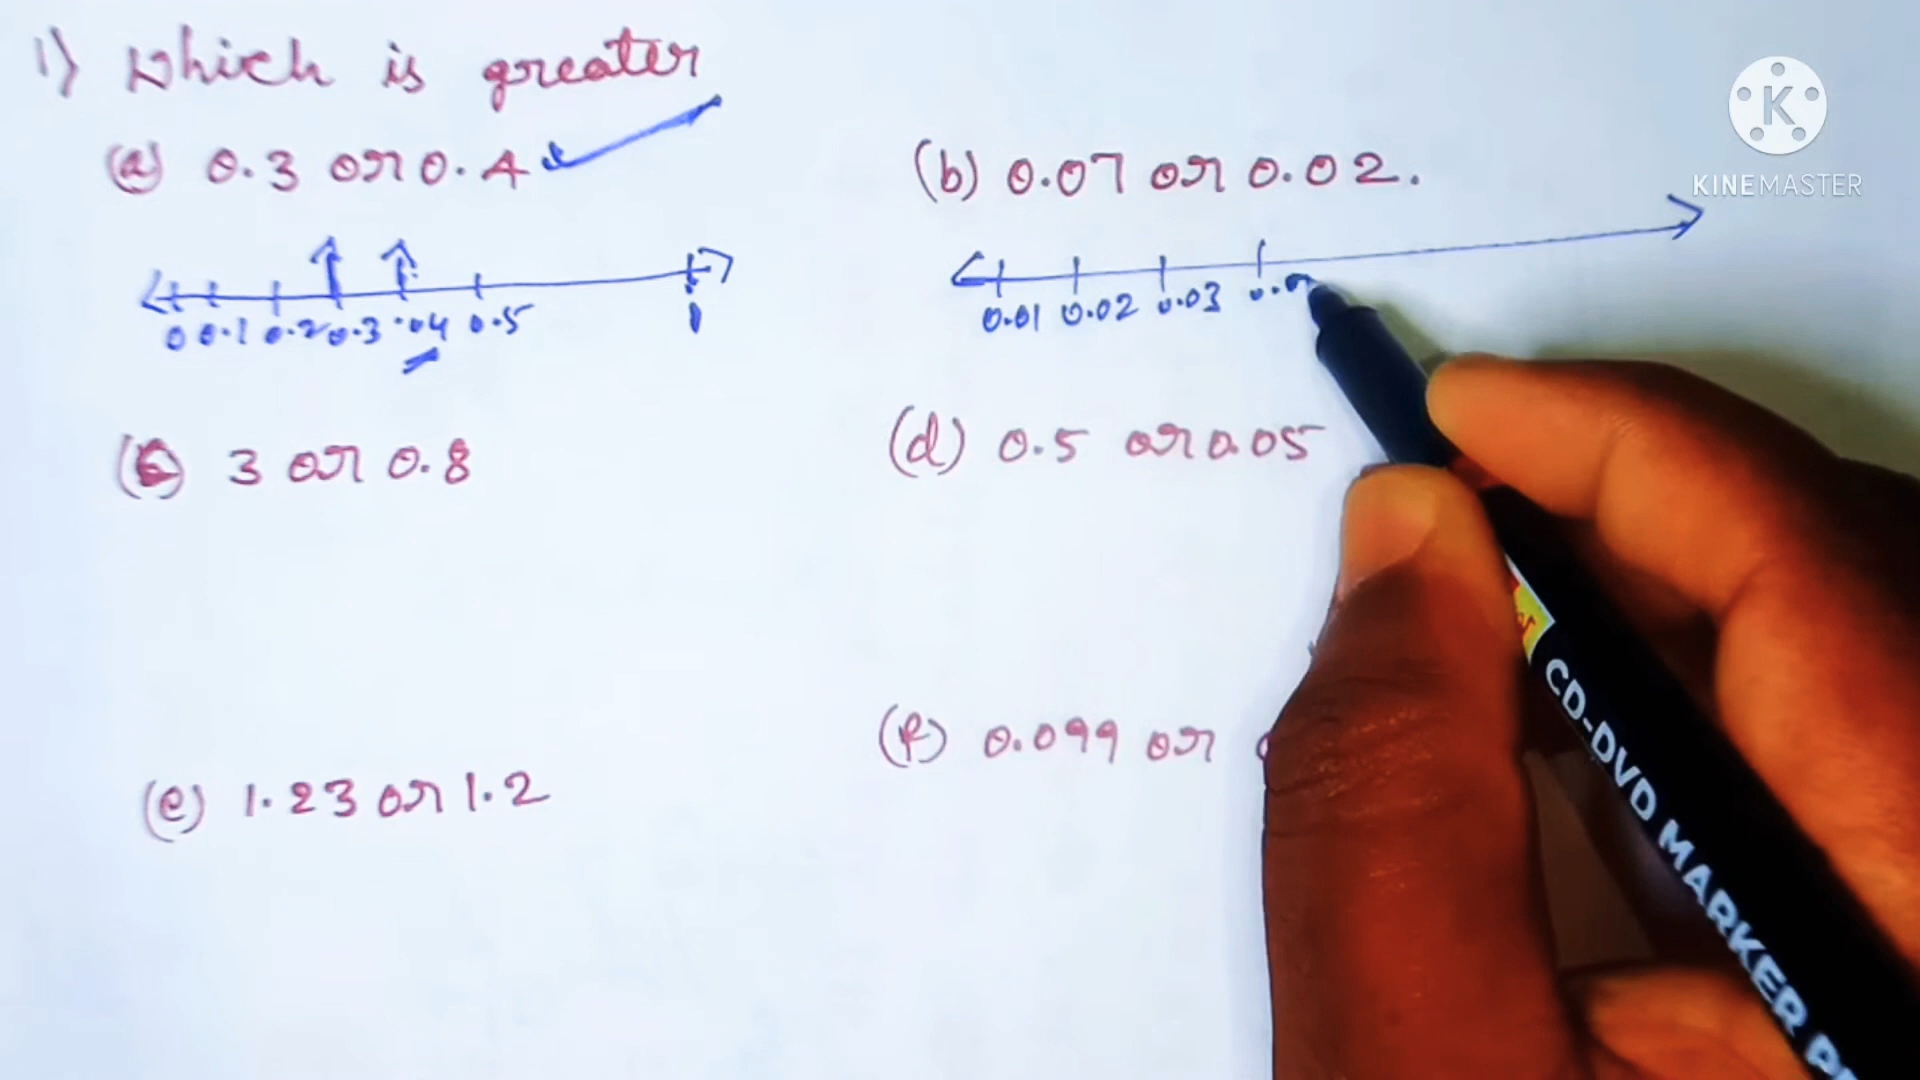 1) Which is greater
(a) 0.3 or 0.4
(b) 0.07 or 0.02.
0 0.1 0.2 0.3 .04 0.5 1
0.01 0.02 0.03 0.0
(c) 3 or 0.8
(d) 0.5 or 0.05
(e) 1.23 or 1.2
(f) 0.099 or
K
KINEMASTER
CD-DVD MARKER